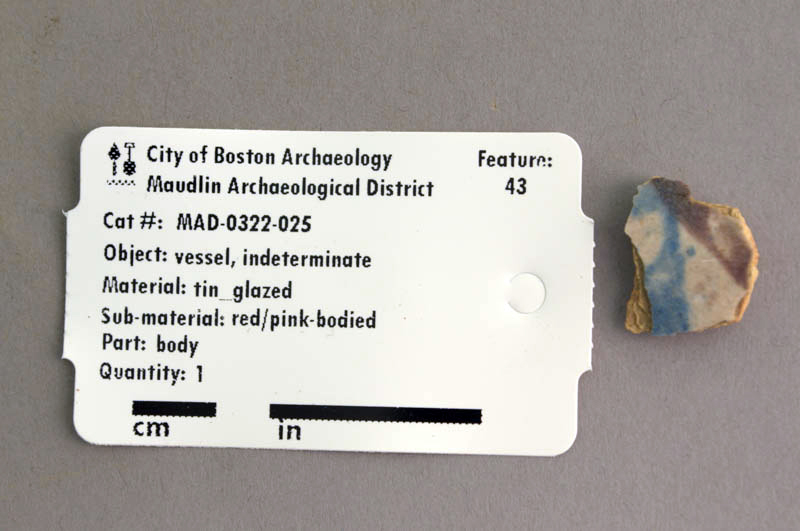 City of Boston Archaeology
Maudlin Archaeological District
Feature:
43
Cat #: MAD-0322-025
Object: vessel, indeterminate
Material: tin_glazed
Sub-material: red/pink-bodied
Part: body
Quantity: 1
cm
in